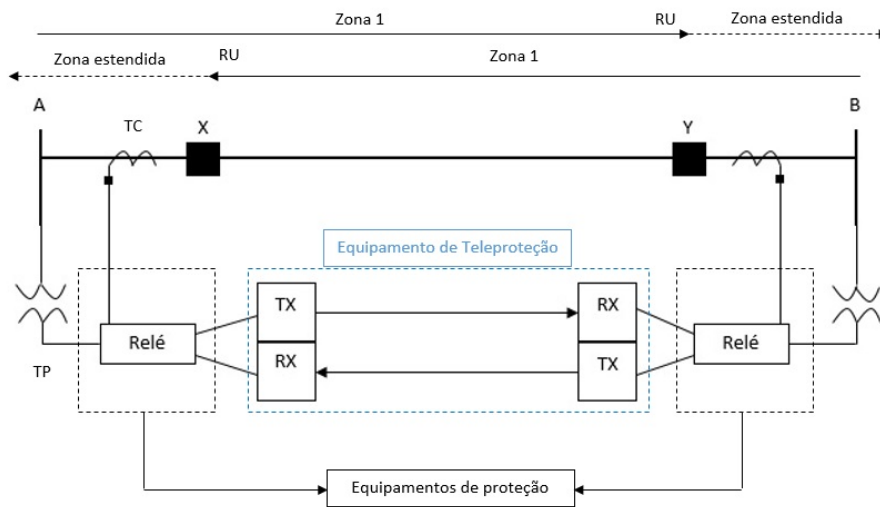 Zona 1
RU
Zona estendida
Zona estendida
RU
Zona 1
A
B
TC
X
Y
Equipamento de Teleproteção
TX
RX
Relé
Relé
RX
TX
TP
Equipamentos de proteção